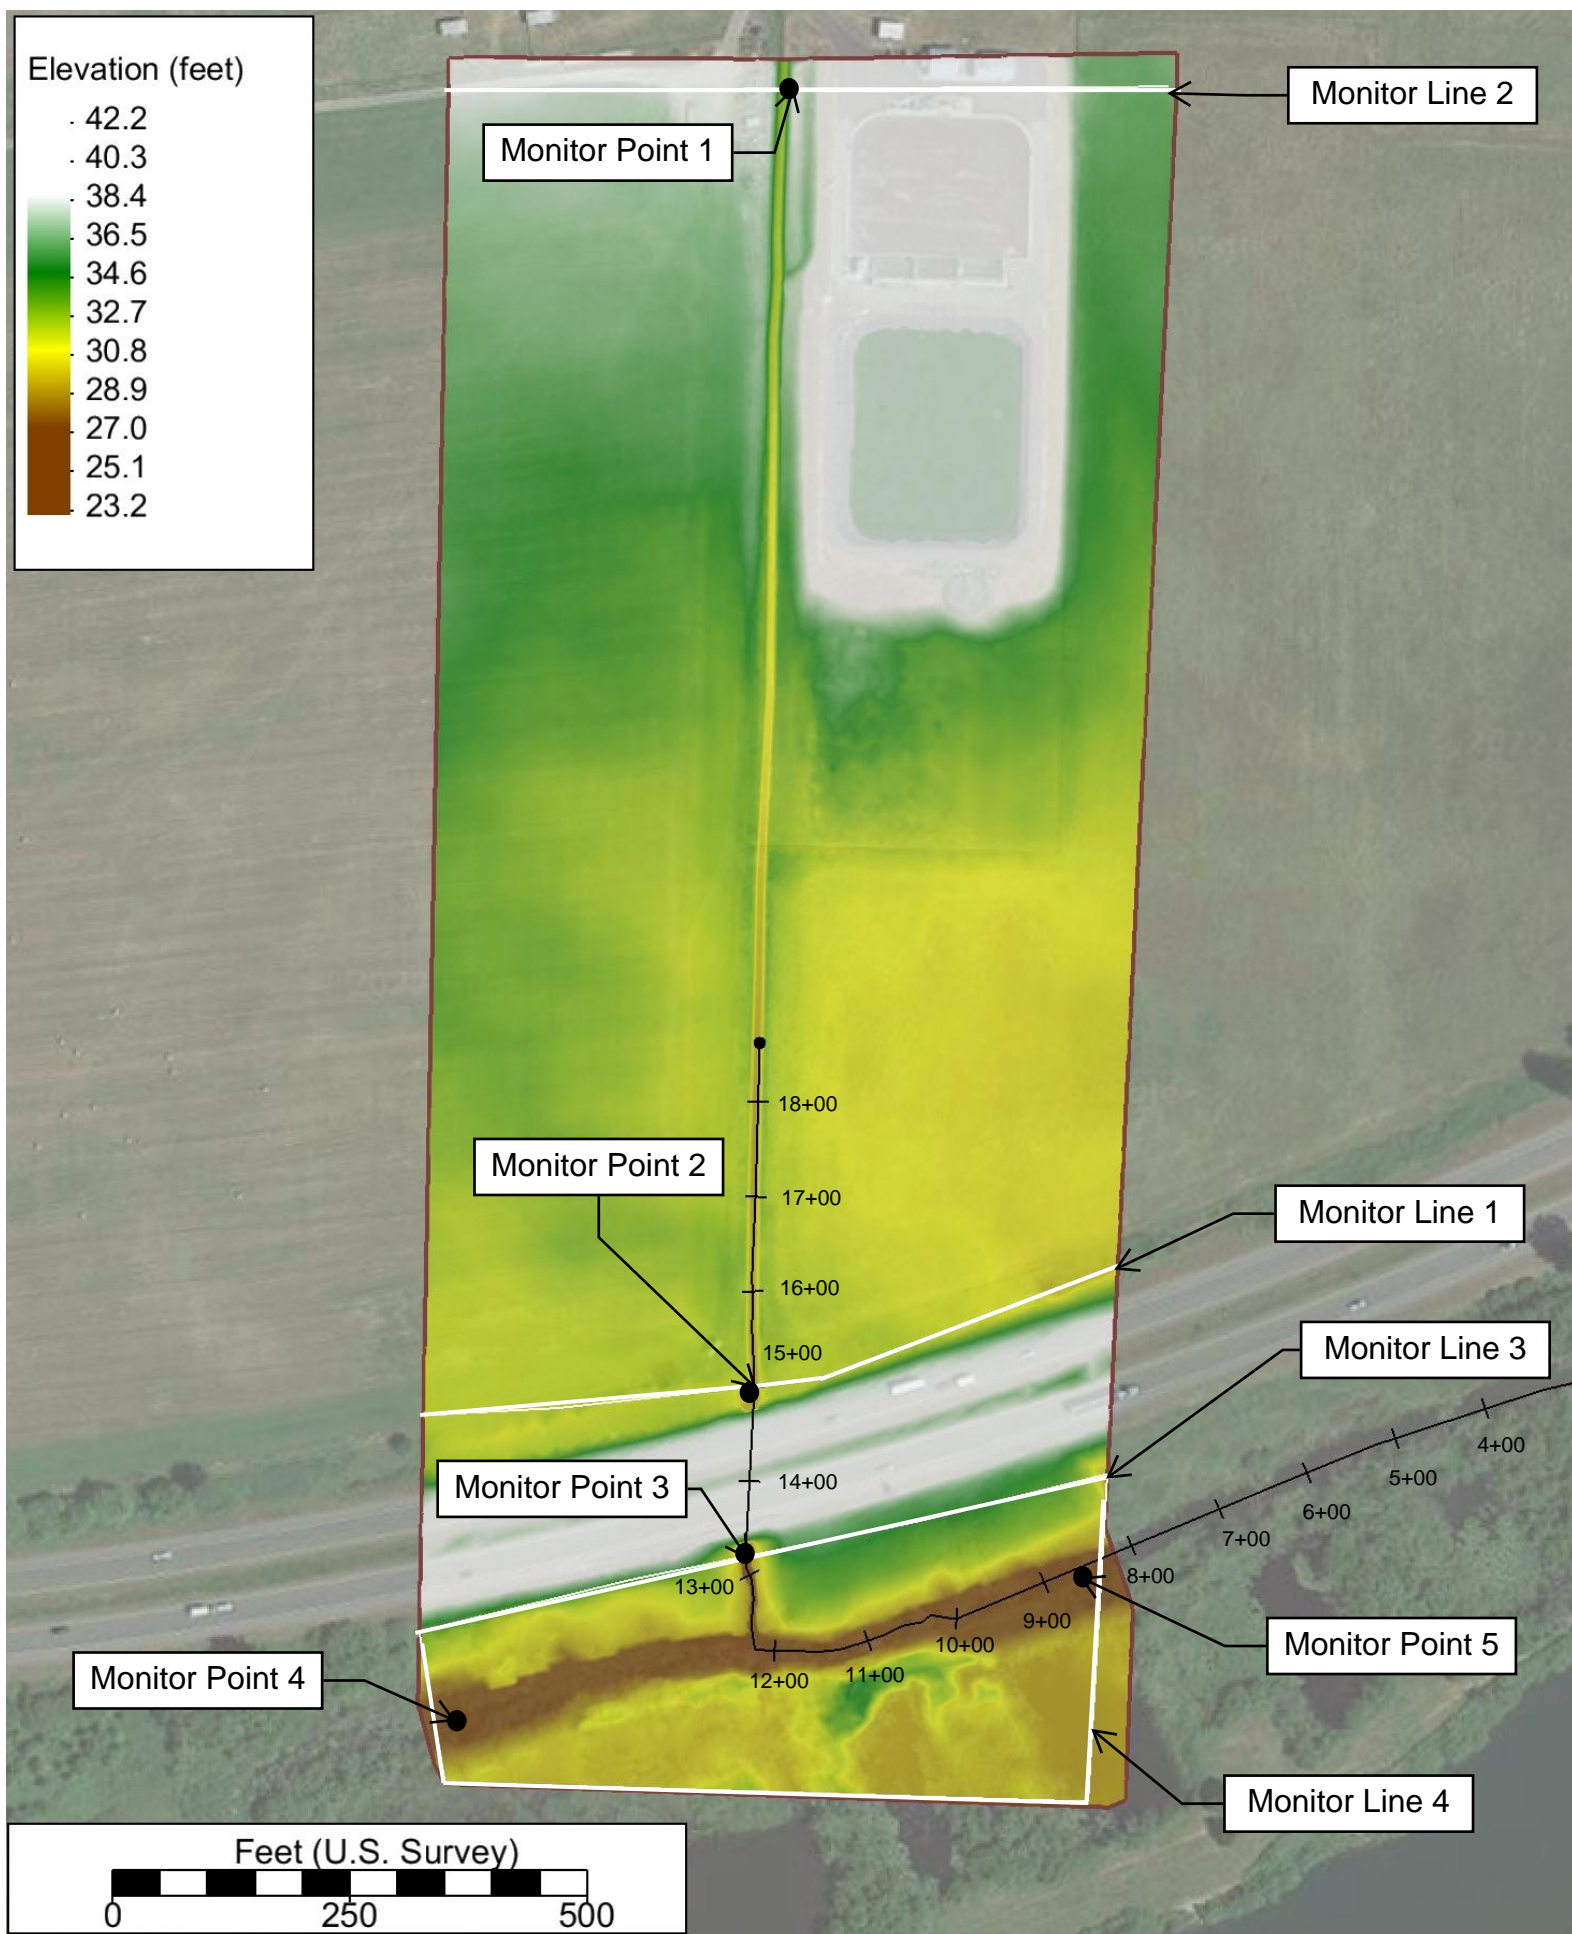 Elevation (feet)
42.2
40.3
38.4
36.5
34.6
32.7
30.8
28.9
27.0
25.1
23.2
Monitor Line 2
Monitor Point 1
18+00
Monitor Point 2
17+00
Monitor Line 1
16+00
15+00
Monitor Line 3
4+00
5+00
14+00
Monitor Point 3
6+00
7+00
8+00
13+00
9+00
10+00
Monitor Point 5
11+00
12+00
Monitor Point 4
Monitor Line 4
Feet (U.S. Survey)
0 250 500